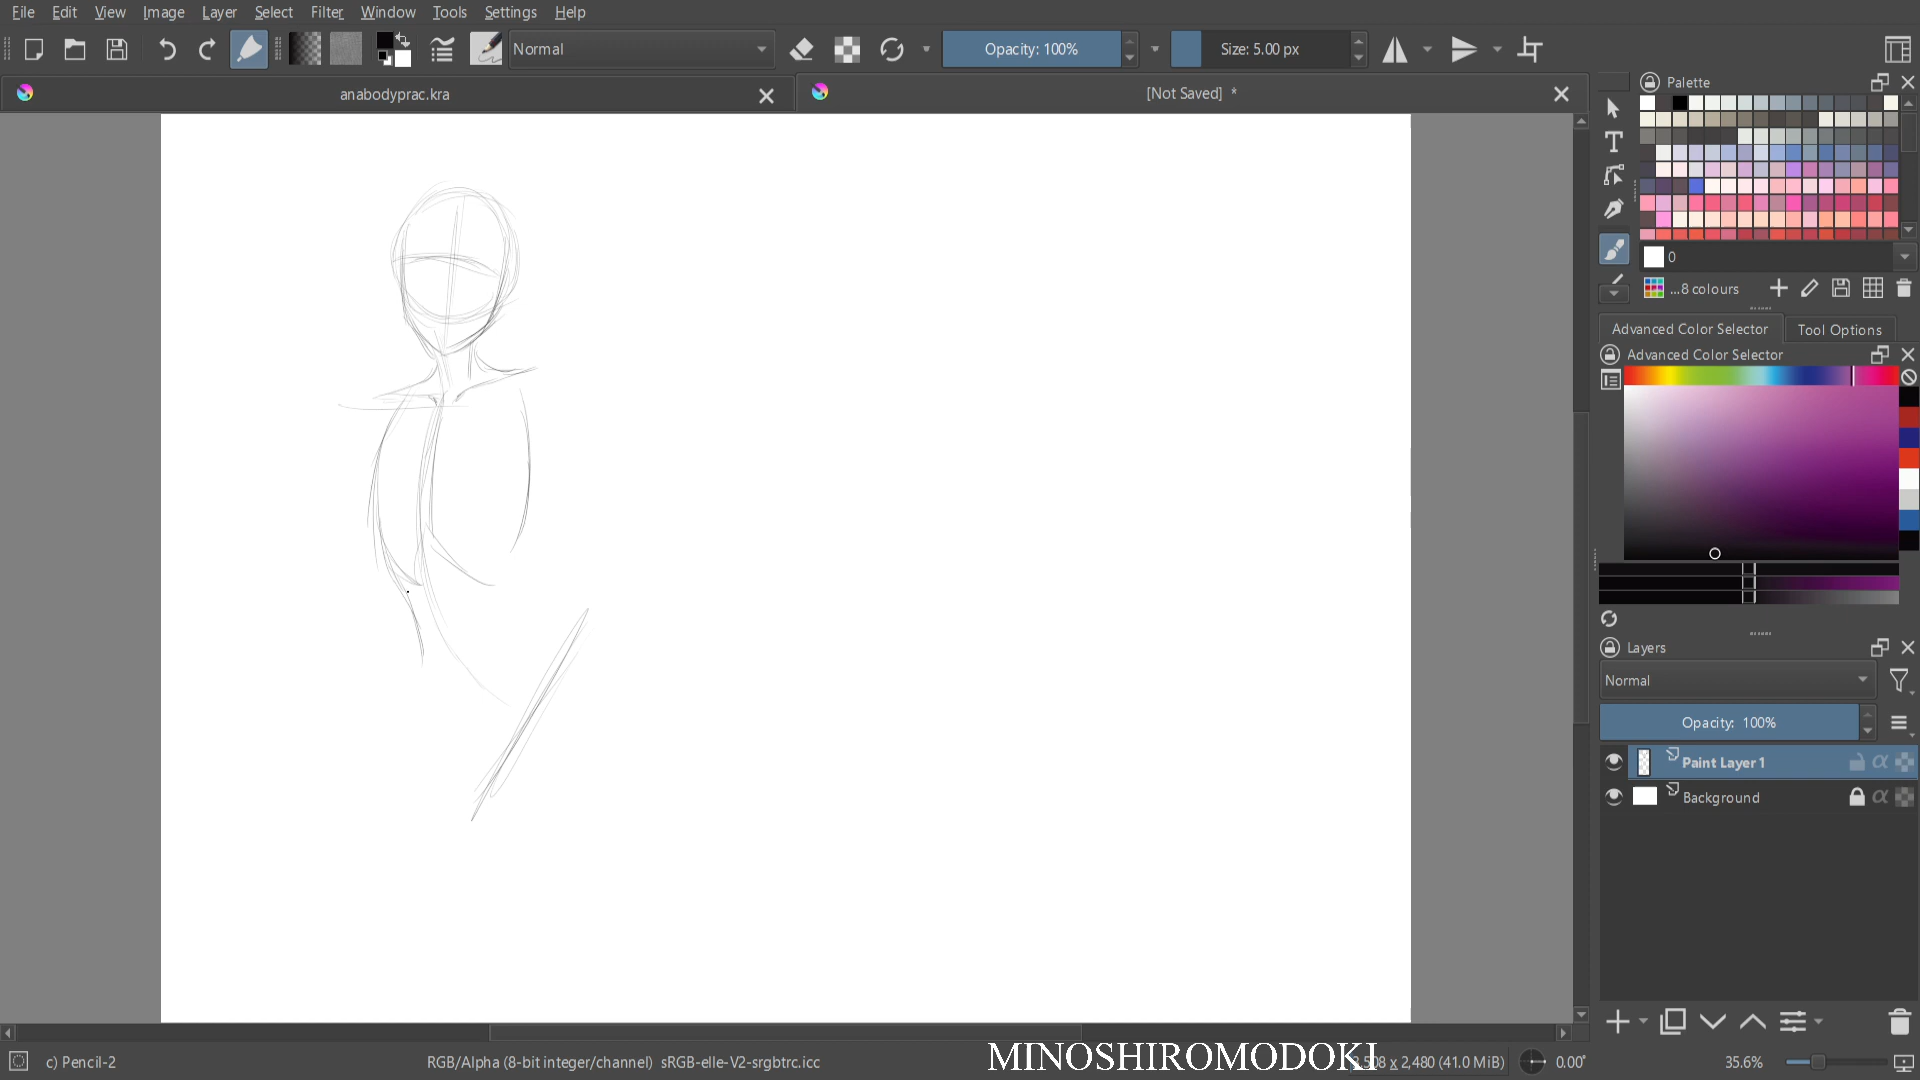 File Edit View Image Layer Select Filter Window Tools Settings Help
Normal Opacity: 100% Size: 5.00 px
anabodyprac.kra [Not Saved] *
Palette
0
...8 colours
Advanced Color Selector Tool Options
Advanced Color Selector
Layers
Normal
Opacity: 100%
Paint Layer 1
Background
c) Pencil-2 RGB/Alpha (8-bit integer/channel) sRGB-elle-V2-srgbtrc.icc MINOSHIROMODOKI x 2,480 (41.0 MiB) 0.00° 35.6%